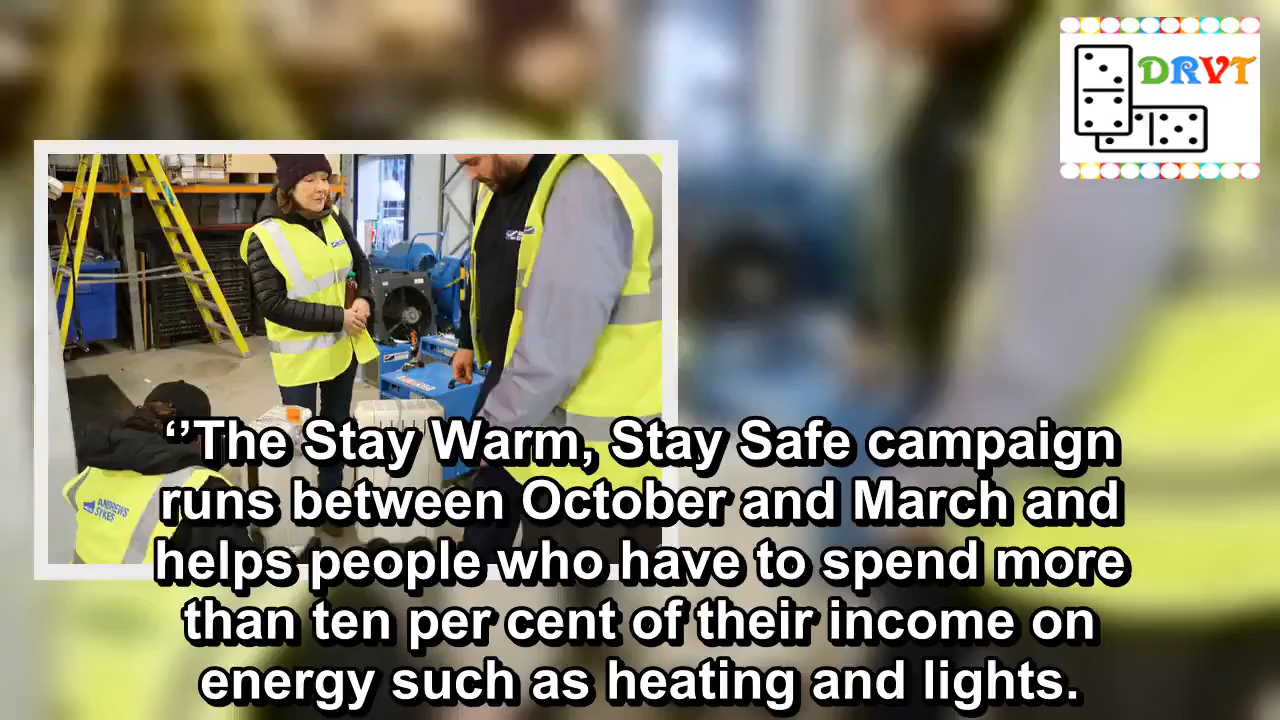 DRVT
‘’The Stay Warm, Stay Safe campaign
runs between October and March and
helps people who have to spend more
than ten per cent of their income on
energy such as heating and lights.
ANDREWS
SYKES